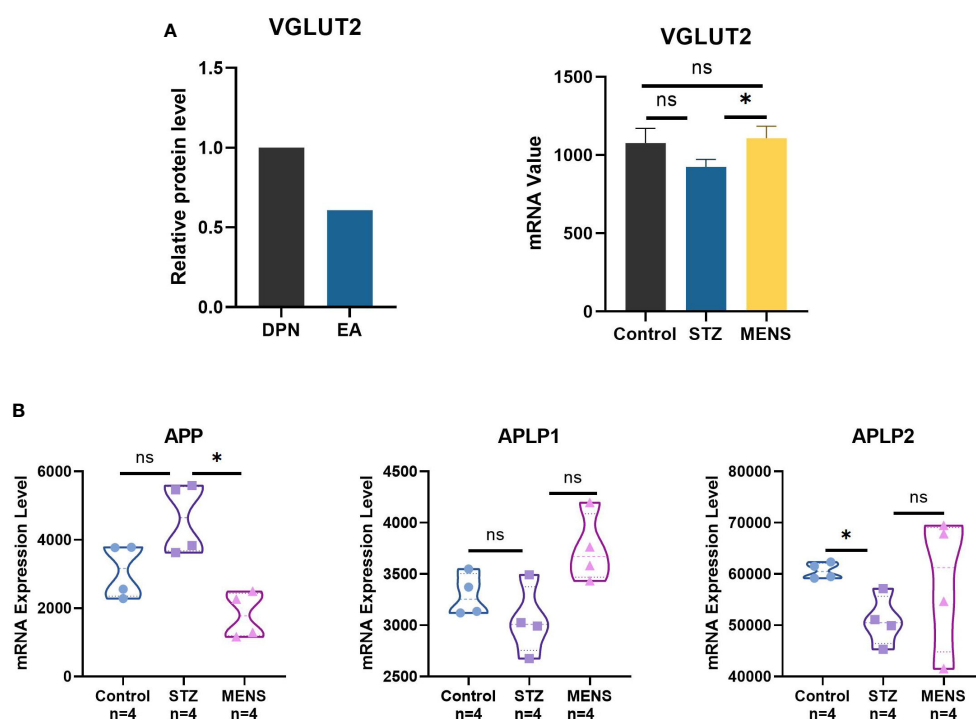 A
VGLUT2
Relative protein level
1.5
1.0
0.5
0.0
DPN EA
VGLUT2
mRNA Value
1500
1000
500
0
ns
ns *
Control STZ MENS
B
APP
mRNA Expression Level
6000
4000
2000
0
ns *
Control STZ MENS
n=4 n=4 n=4
APLP1
mRNA Expression Level
4500
4000
3500
3000
2500
ns
ns
Control STZ MENS
n=4 n=4 n=4
APLP2
mRNA Expression Level
80000
70000
60000
50000
40000
ns
*
Control STZ MENS
n=4 n=4 n=4